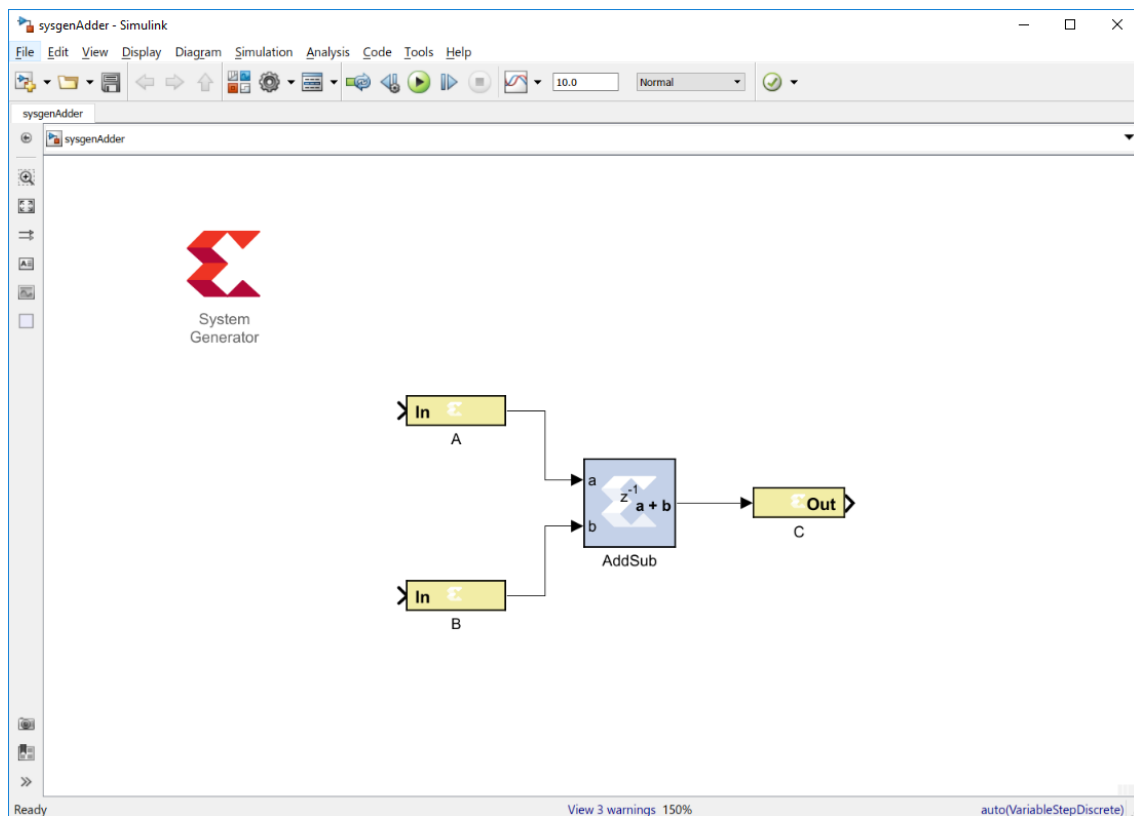 sysgenAdder - Simulink
File Edit View Display Diagram Simulation Analysis Code Tools Help
10.0 Normal
sysgenAdder
sysgenAdder
System
Generator
In
A
a
z-1
a + b
b
AddSub
Out
C
In
B
Ready View 3 warnings 150% auto(VariableStepDiscrete)